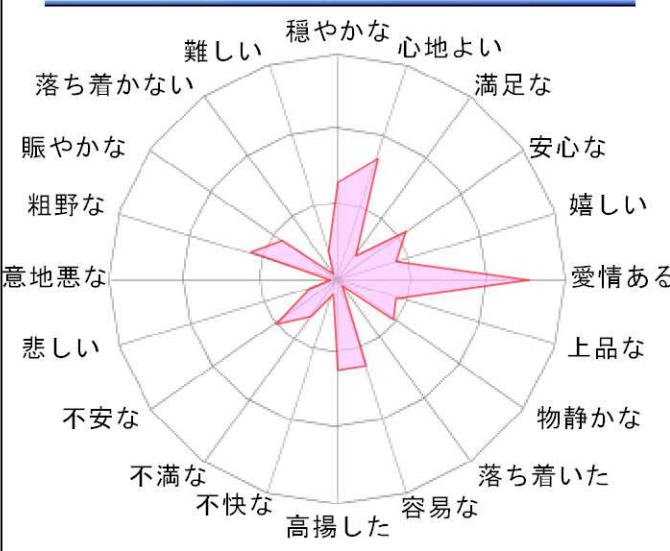 穏やかな
心地よい
満足な
安心な
嬉しい
愛情ある
上品な
物静かな
落ち着いた
容易な
高揚した
不快な
不満な
不安な
悲しい
意地悪な
粗野な
賑やかな
落ち着かない
難しい